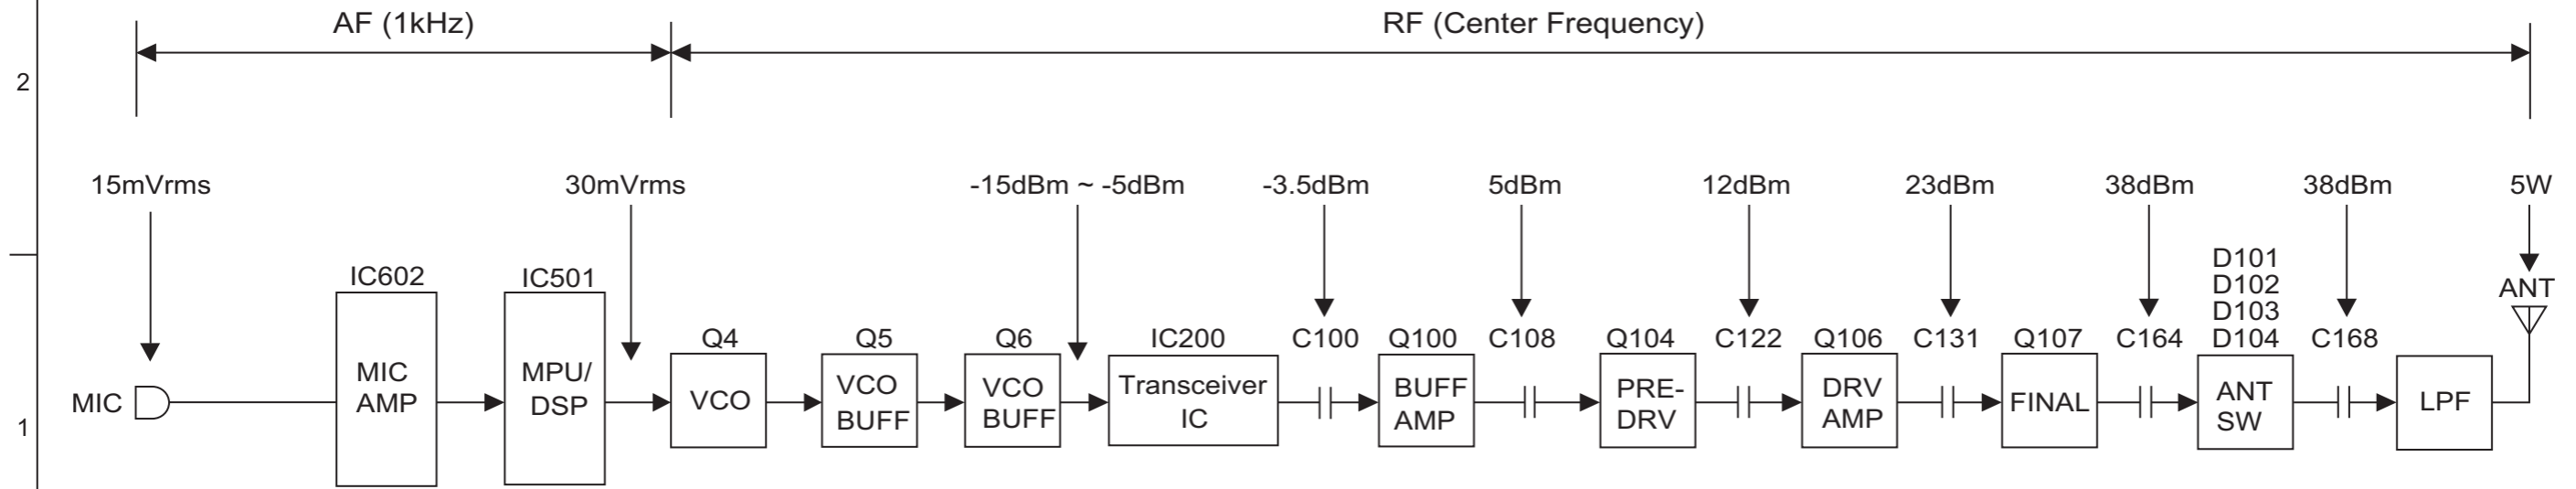 AF (1kHz)
RF (Center Frequency)
2
15mVrms
30mVrms
-15dBm ~ -5dBm
-3.5dBm
5dBm
12dBm
23dBm
38dBm
38dBm
5W
IC602
IC501
D101
D102
D103
D104
ANT
Q4
Q5
Q6
IC200
C100
Q100
C108
Q104
C122
Q106
C131
Q107
C164
C168
1
MIC
MIC
AMP
MPU/
DSP
VCO
VCO
BUFF
VCO
BUFF
Transceiver
IC
BUFF
AMP
PRE-
DRV
DRV
AMP
FINAL
ANT
SW
LPF